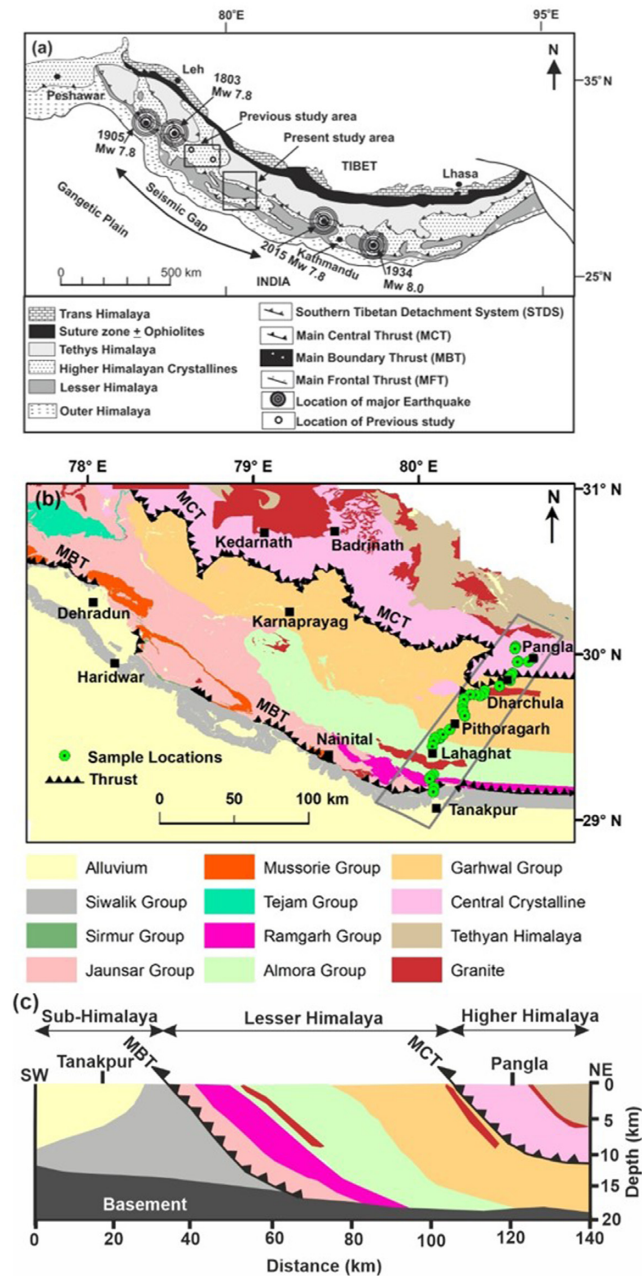 80°E
95°E
(a)
N
Leh
1803
Mw 7.8
35°N
Peshawar
Previous study area
Present study area
1905
Mw 7.8
TIBET
Lhasa
Gangetic Plain
Seismic Gap
2015 Mw 7.8
Kathmandu
1934
Mw 8.0
INDIA
25°N
0 500 km
Trans Himalaya
Suture zone + Ophiolites
Tethys Himalaya
Higher Himalayan Crystallines
Lesser Himalaya
Outer Himalaya
Southern Tibetan Detachment System (STDS)
Main Central Thrust (MCT)
Main Boundary Thrust (MBT)
Main Frontal Thrust (MFT)
Location of major Earthquake
Location of Previous study
78° E
79° E
80° E
31° N
(b)
MCT
N
Kedarnath
Badrinath
MBT
MCT
Dehradun
Karnaprayag
Pangla
30° N
Haridwar
Dharchula
MBT
Pithoragarh
Nainital
Lahaghat
Sample Locations
Thrust
0 50 100 km
Tanakpur
29° N
Alluvium
Mussorie Group
Garhwal Group
Siwalik Group
Tejam Group
Central Crystalline
Sirmur Group
Ramgarh Group
Tethyan Himalaya
Jaunsar Group
Almora Group
Granite
(c)
Sub-Himalaya
Lesser Himalaya
Higher Himalaya
Tanakpur
MBT
MCT
Pangla
SW
NE
0
5
10
15
20
Depth (km)
Basement
0 20 40 60 80 100 120 140
Distance (km)